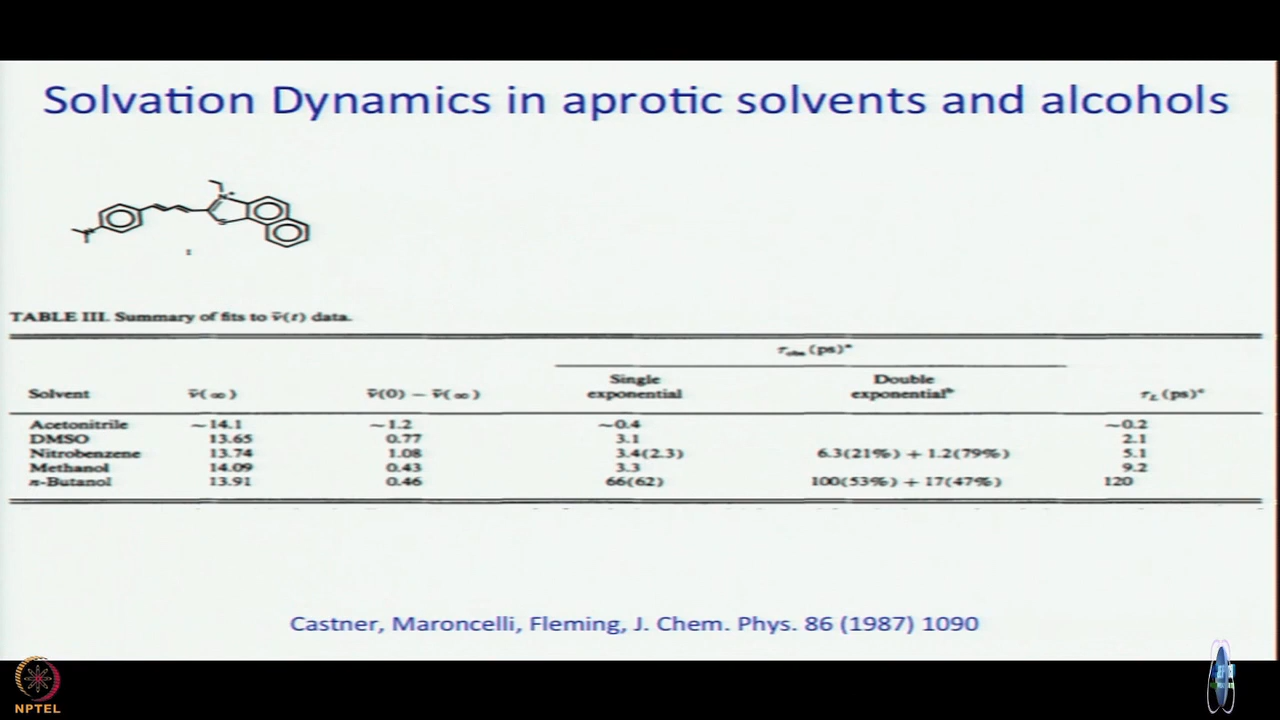 Solvation Dynamics in aprotic solvents and alcohols
N+
I
TABLE III. Summary of fits to ν̄(t) data.
τobs (ps)a
Single Double
Solvent ν̄(∞) ν̄(0) − ν̄(∞) exponential exponentialb τL (ps)c
Acetonitrile ~14.1 ~1.2 ~0.4 ~0.2
DMSO 13.65 0.77 3.1 2.1
Nitrobenzene 13.74 1.08 3.4(2.3) 6.3(21%) + 1.2(79%) 5.1
Methanol 14.09 0.43 3.3 9.2
n-Butanol 13.91 0.46 66(62) 100(53%) + 17(47%) 120
Castner, Maroncelli, Fleming, J. Chem. Phys. 86 (1987) 1090
NPTEL